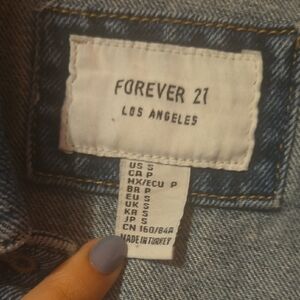 FOREVER 21
LOS ANGELES
US S
CA P
MX/ECU P
BR P
EU S
UK S
KR S
JP S
CN 160/84A
MADE IN TURKEY